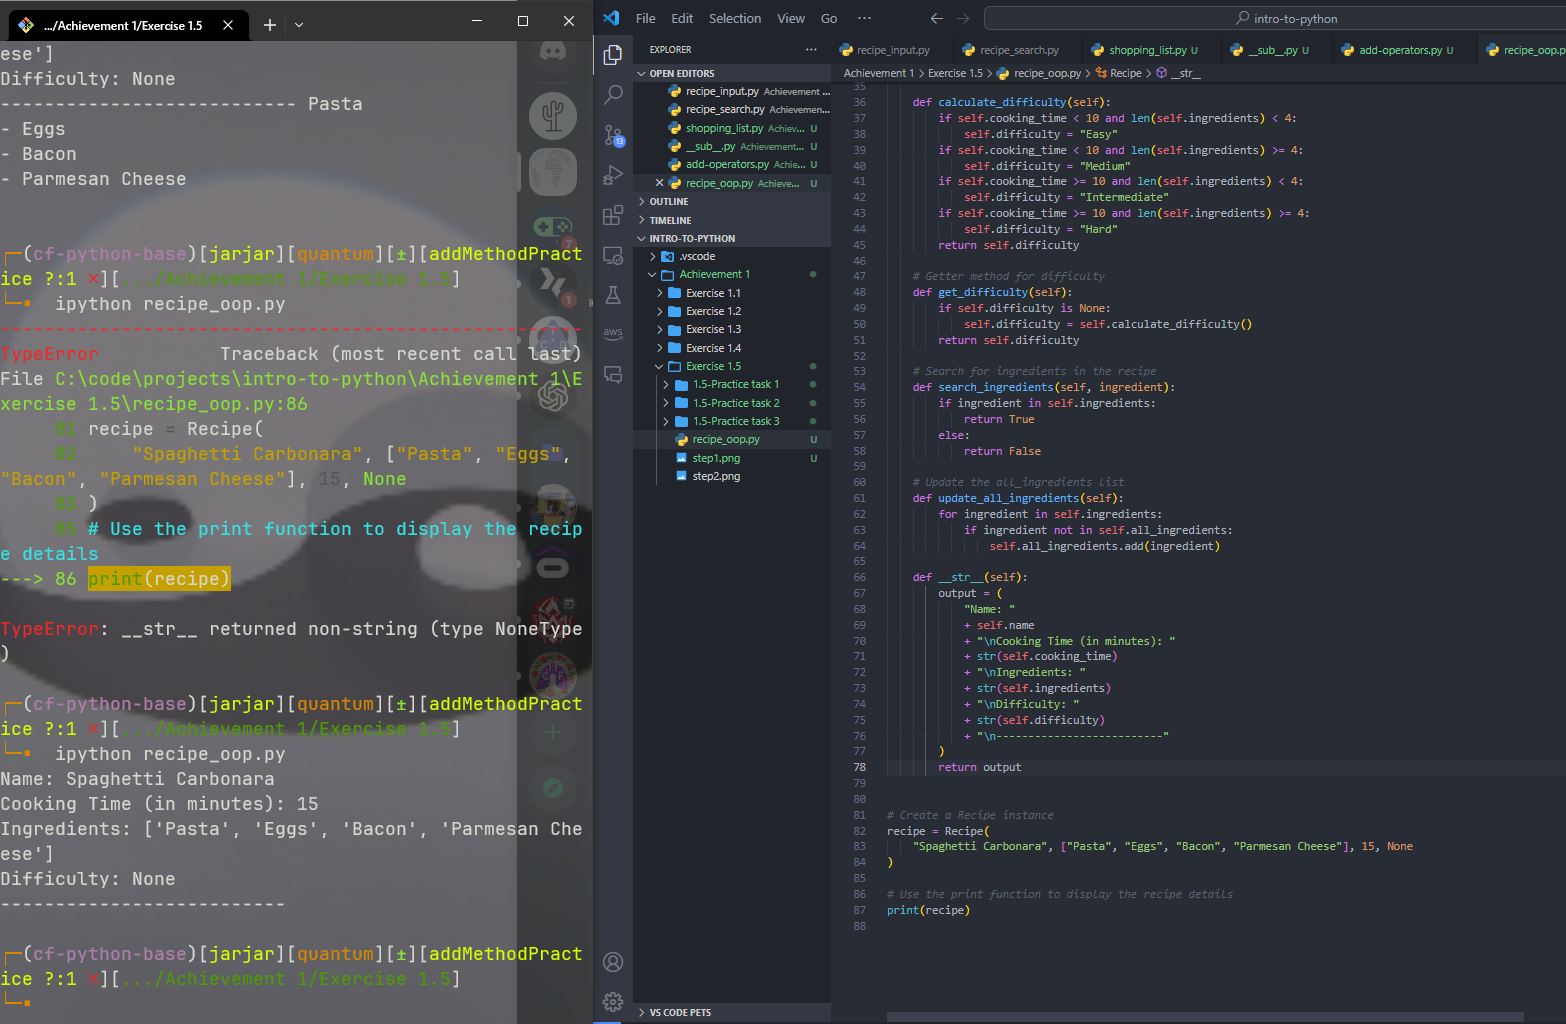 .../Achievement 1/Exercise 1.5
ese']
Difficulty: None
--------------------------- Pasta
- Eggs
- Bacon
- Parmesan Cheese
(cf-python-base)[jarjar][quantum][±][addMethodPract
ice ?:1 ×][.../Achievement 1/Exercise 1.5]
ipython recipe_oop.py
-----------------------------------------------------
TypeError Traceback (most recent call last)
File C:\code\projects\intro-to-python\Achievement 1\E
xercise 1.5\recipe_oop.py:86
81 recipe = Recipe(
82 "Spaghetti Carbonara", ["Pasta", "Eggs",
"Bacon", "Parmesan Cheese"], 15, None
83 )
85 # Use the print function to display the recip
e details
---> 86 print(recipe)
TypeError: __str__ returned non-string (type NoneType
)
(cf-python-base)[jarjar][quantum][±][addMethodPract
ice ?:1 ×][.../Achievement 1/Exercise 1.5]
ipython recipe_oop.py
Name: Spaghetti Carbonara
Cooking Time (in minutes): 15
Ingredients: ['Pasta', 'Eggs', 'Bacon', 'Parmesan Che
ese']
Difficulty: None
--------------------------
(cf-python-base)[jarjar][quantum][±][addMethodPract
ice ?:1 ×][.../Achievement 1/Exercise 1.5]
7
1
File Edit Selection View Go ···
intro-to-python
13
aws
EXPLORER ···
OPEN EDITORS
recipe_input.py Achievement ...
recipe_search.py Achievemen...
shopping_list.py Achiev... U
__sub__.py Achievement... U
add-operators.py Achie... U
recipe_oop.py Achieve... U
OUTLINE
TIMELINE
INTRO-TO-PYTHON
.vscode
Achievement 1
Exercise 1.1
Exercise 1.2
Exercise 1.3
Exercise 1.4
Exercise 1.5
1.5-Practice task 1
1.5-Practice task 2
1.5-Practice task 3
recipe_oop.py U
step1.png U
step2.png
VS CODE PETS
recipe_input.py recipe_search.py shopping_list.py U __sub__.py U add-operators.py U recipe_oop.p
Achievement 1 > Exercise 1.5 > recipe_oop.py > Recipe > __str__
35
36 def calculate_difficulty(self):
37 if self.cooking_time < 10 and len(self.ingredients) < 4:
38 self.difficulty = "Easy"
39 if self.cooking_time < 10 and len(self.ingredients) >= 4:
40 self.difficulty = "Medium"
41 if self.cooking_time >= 10 and len(self.ingredients) < 4:
42 self.difficulty = "Intermediate"
43 if self.cooking_time >= 10 and len(self.ingredients) >= 4:
44 self.difficulty = "Hard"
45 return self.difficulty
46
47 # Getter method for difficulty
48 def get_difficulty(self):
49 if self.difficulty is None:
50 self.difficulty = self.calculate_difficulty()
51 return self.difficulty
52
53 # Search for ingredients in the recipe
54 def search_ingredients(self, ingredient):
55 if ingredient in self.ingredients:
56 return True
57 else:
58 return False
59
60 # Update the all_ingredients list
61 def update_all_ingredients(self):
62 for ingredient in self.ingredients:
63 if ingredient not in self.all_ingredients:
64 self.all_ingredients.add(ingredient)
65
66 def __str__(self):
67 output = (
68 "Name: "
69 + self.name
70 + "\nCooking Time (in minutes): "
71 + str(self.cooking_time)
72 + "\nIngredients: "
73 + str(self.ingredients)
74 + "\nDifficulty: "
75 + str(self.difficulty)
76 + "\n--------------------------"
77 )
78 return output
79
80
81 # Create a Recipe instance
82 recipe = Recipe(
83 "Spaghetti Carbonara", ["Pasta", "Eggs", "Bacon", "Parmesan Cheese"], 15, None
84 )
85
86 # Use the print function to display the recipe details
87 print(recipe)
88